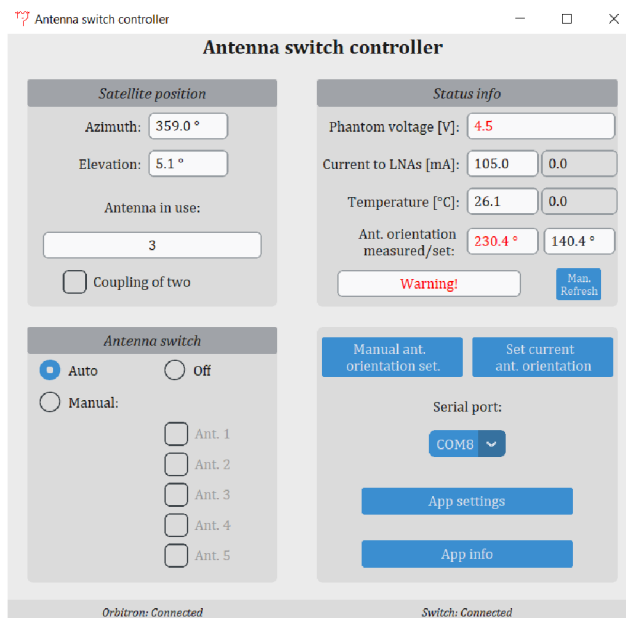 Antenna switch controller
Antenna switch controller
Satellite position
Azimuth: 359.0 °
Elevation: 5.1 °
Antenna in use:
3
Coupling of two
Status info
Phantom voltage [V]: 4.5
Current to LNAs [mA]: 105.0 0.0
Temperature [°C]: 26.1 0.0
Ant. orientation
measured/set: 230.4 ° 140.4 °
Warning!
Man.
Refresh
Antenna switch
Auto Off
Manual:
Ant. 1
Ant. 2
Ant. 3
Ant. 4
Ant. 5
Manual ant.
orientation set.
Set current
ant. orientation
Serial port:
COM8
App settings
App info
Orbitron: Connected
Switch: Connected